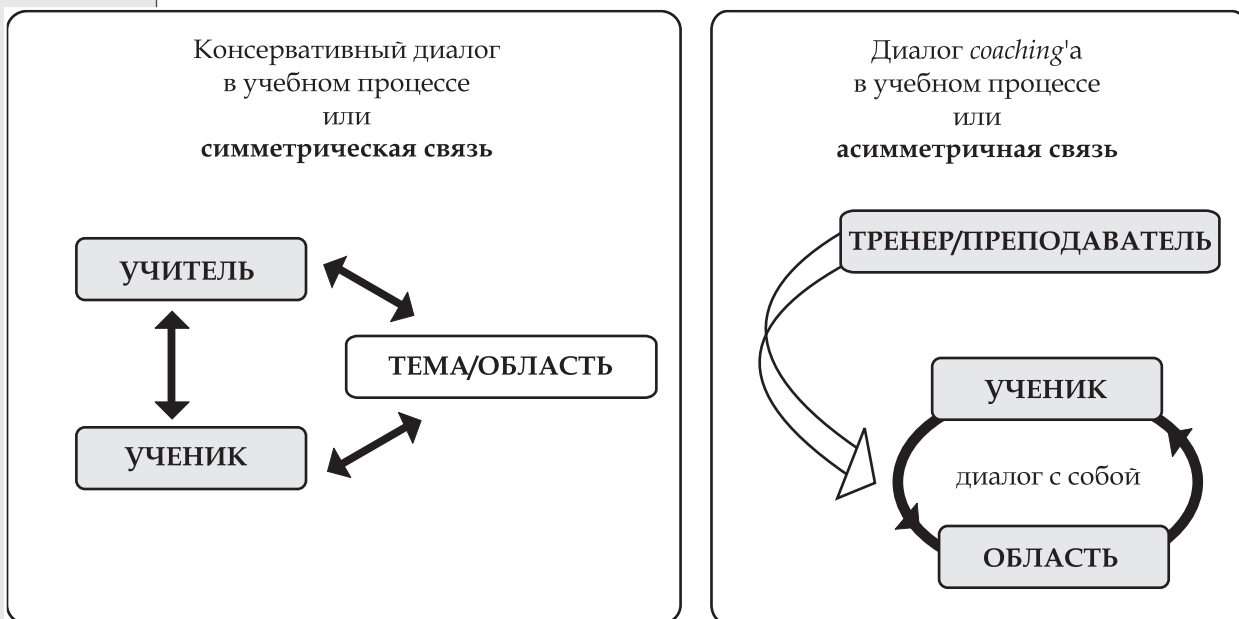 Консервативный диалог
в учебном процессе
или
симметрическая связь
УЧИТЕЛЬ
ТЕМА/ОБЛАСТЬ
УЧЕНИК
Диалог coaching'а
в учебном процессе
или
асимметричная связь
ТРЕНЕР/ПРЕПОДАВАТЕЛЬ
УЧЕНИК
диалог с собой
ОБЛАСТЬ